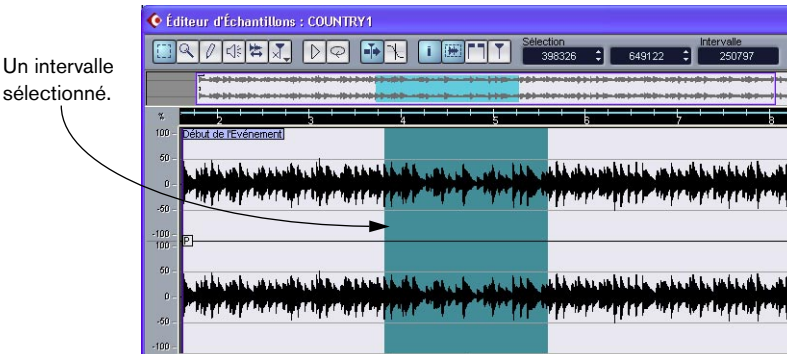 Éditeur d'Échantillons : COUNTRY1
Sélection
Intervalle
398326
649122
250797
Un intervalle
sélectionné.
%
2 3 4 5 6 7 8
Début de l'Evénement
100
50
0
-50
-100
P
100
50
0
-50
-100